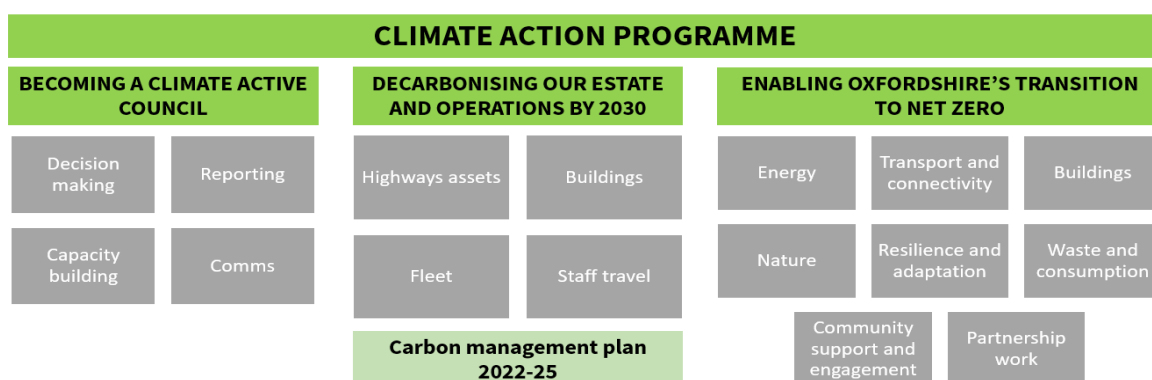 CLIMATE ACTION PROGRAMME
BECOMING A CLIMATE ACTIVE
COUNCIL
Decision
making
Reporting
Capacity
building
Comms
DECARBONISING OUR ESTATE
AND OPERATIONS BY 2030
Highways assets
Buildings
Fleet
Staff travel
Carbon management plan
2022-25
ENABLING OXFORDSHIRE'S TRANSITION
TO NET ZERO
Energy
Transport and
connectivity
Buildings
Nature
Resilience and
adaptation
Waste and
consumption
Community
support and
engagement
Partnership
work